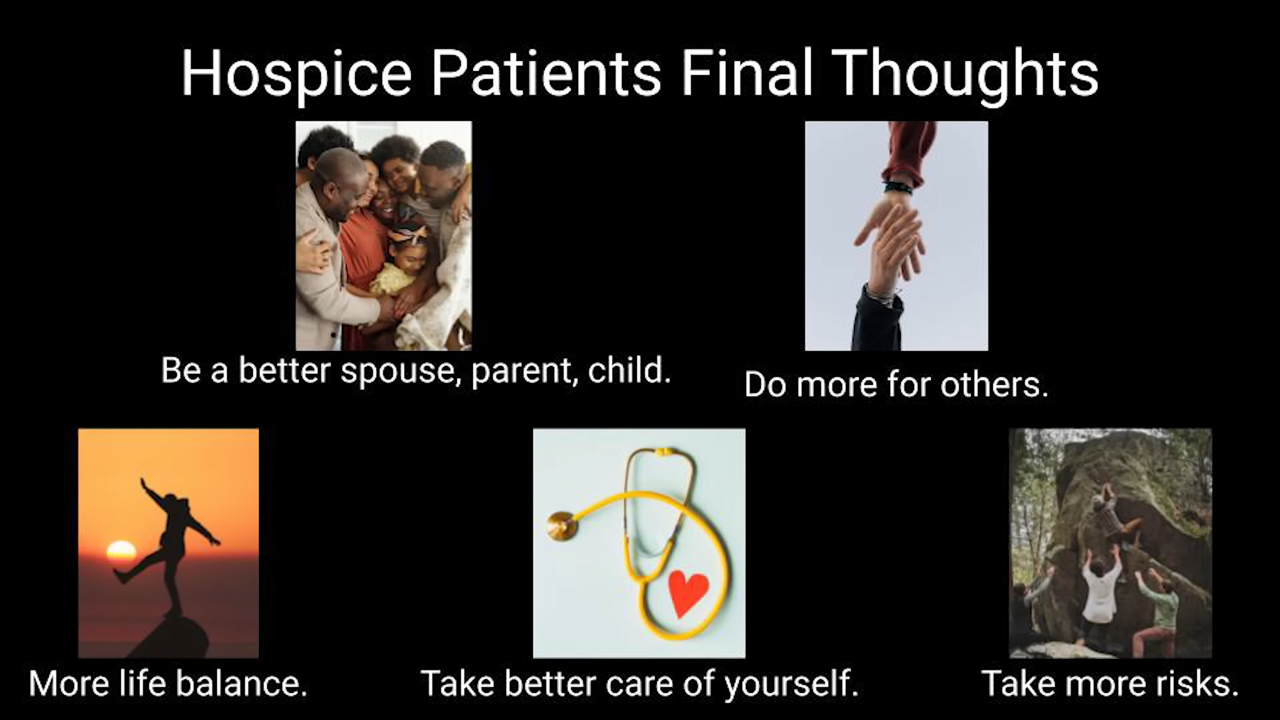 Hospice Patients Final Thoughts
Be a better spouse, parent, child.
Do more for others.
More life balance.
Take better care of yourself.
Take more risks.